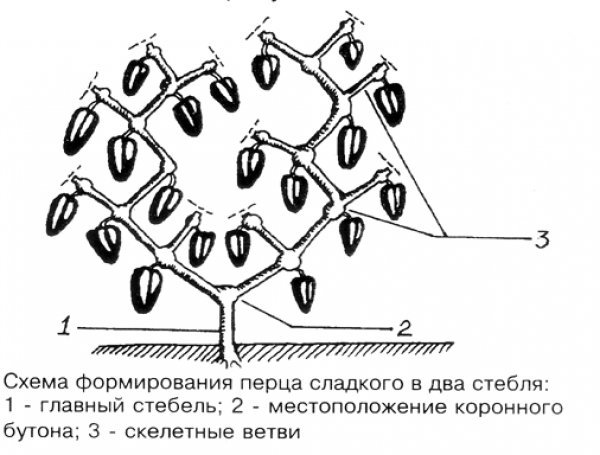 3
1
2
Схема формирования перца сладкого в два стебля:
1 - главный стебель; 2 - местоположение коронного
бутона; 3 - скелетные ветви